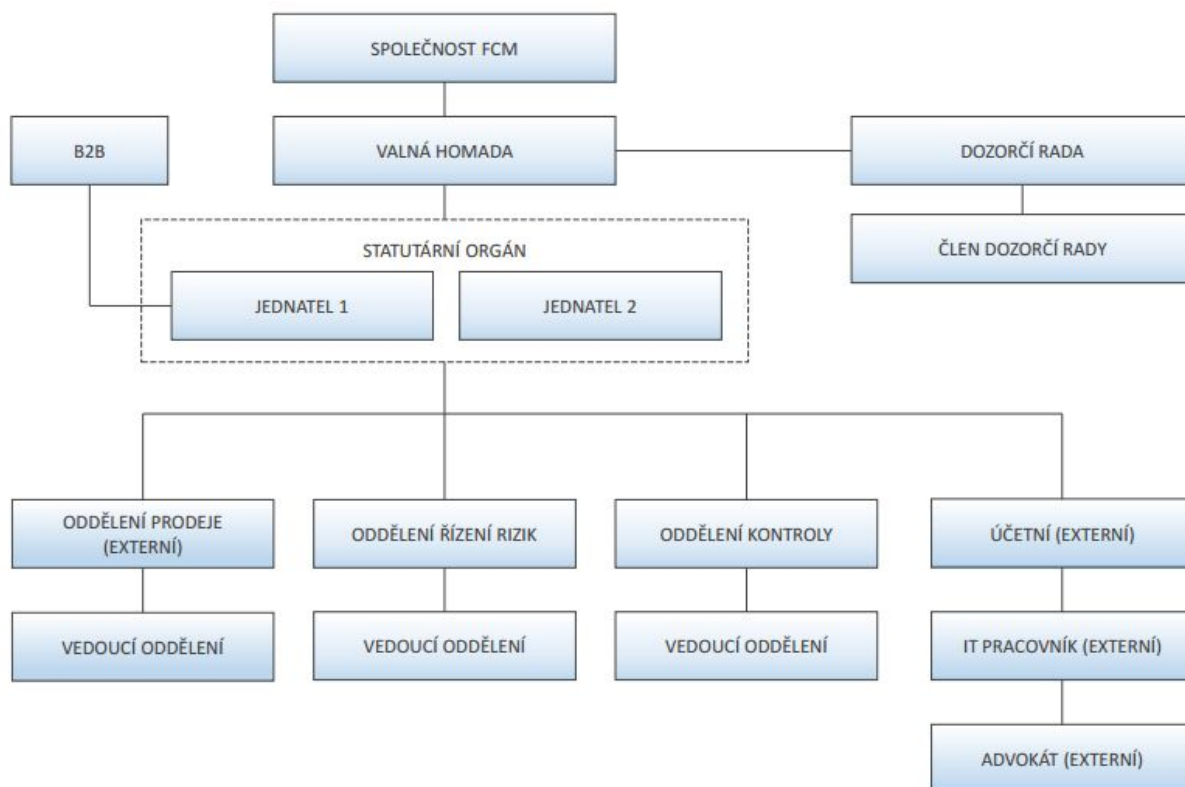 SPOLEČNOST FCM
B2B
VALNÁ HOMADA
DOZORČÍ RADA
STATUTÁRNÍ ORGÁN
ČLEN DOZORČÍ RADY
JEDNATEL 1
JEDNATEL 2
ODDĚLENÍ PRODEJE
(EXTERNÍ)
ODDĚLENÍ ŘÍZENÍ RIZIK
ODDĚLENÍ KONTROLY
ÚČETNÍ (EXTERNÍ)
VEDOUCÍ ODDĚLENÍ
VEDOUCÍ ODDĚLENÍ
VEDOUCÍ ODDĚLENÍ
IT PRACOVNÍK (EXTERNÍ)
ADVOKÁT (EXTERNÍ)